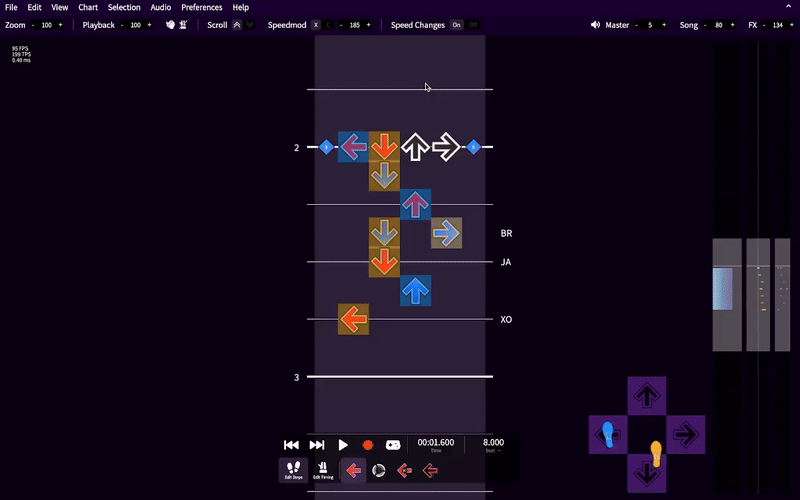 File Edit View Chart Selection Audio Preferences Help
Zoom - 100 + Playback - 100 + Scroll Speedmod X C - 185 + Speed Changes On Off Master - 5 + Song - 80 + FX - 134 +
95 FPS
199 TPS
0.49 ms
2
BR
JA
XO
3
00:01.600 8.000
Time Beat
Edit Steps Edit Timing